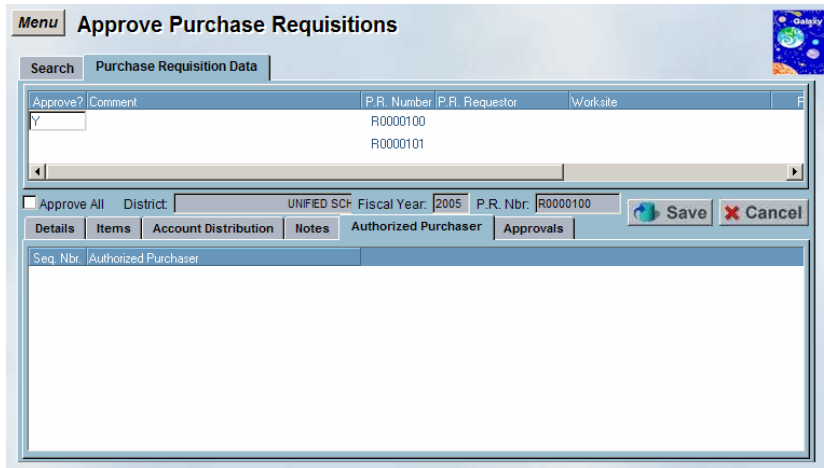 Menu Approve Purchase Requisitions
Galaxy
Search Purchase Requisition Data
Approve? Comment P.R. Number P.R. Requestor Worksite
Y R0000100
R0000101
Approve All District: UNIFIED SCH Fiscal Year: 2005 P.R. Nbr: R0000100 Save Cancel
Details Items Account Distribution Notes Authorized Purchaser Approvals
Seq. Nbr. Authorized Purchaser